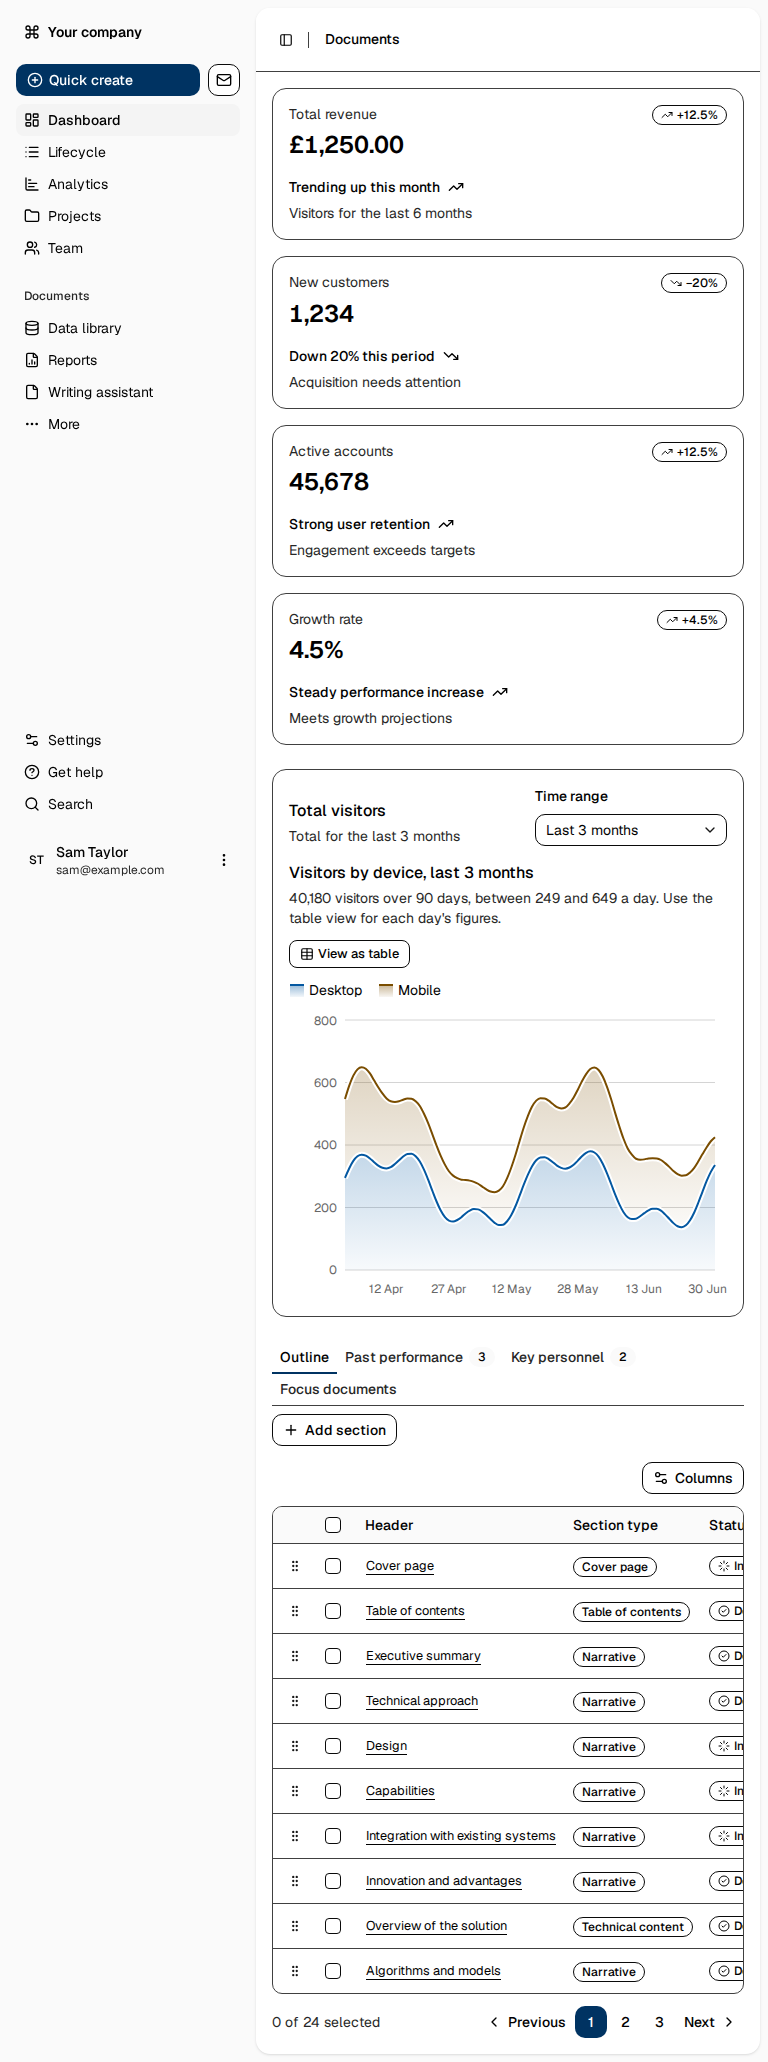 Your company
Quick create
Dashboard
Lifecycle
Analytics
Projects
Team
Documents
Data library
Reports
Writing assistant
More
Settings
Get help
Search
ST
Sam Taylor
sam@example.com
Documents
Total revenue
+12.5%
£1,250.00
Trending up this month
Visitors for the last 6 months
New customers
−20%
1,234
Down 20% this period
Acquisition needs attention
Active accounts
+12.5%
45,678
Strong user retention
Engagement exceeds targets
Growth rate
+4.5%
4.5%
Steady performance increase
Meets growth projections
Total visitors
Total for the last 3 months
Time range
Last 3 months
Visitors by device, last 3 months
40,180 visitors over 90 days, between 249 and 649 a day. Use the
table view for each day's figures.
View as table
Desktop Mobile
800
600
400
200
0
12 Apr 27 Apr 12 May 28 May 13 Jun 30 Jun
Outline Past performance 3 Key personnel 2
Focus documents
Add section
Columns
Header Section type Statu
Cover page Cover page In
Table of contents Table of contents D
Executive summary Narrative D
Technical approach Narrative D
Design Narrative In
Capabilities Narrative In
Integration with existing systems Narrative In
Innovation and advantages Narrative D
Overview of the solution Technical content D
Algorithms and models Narrative D
0 of 24 selected
Previous 1 2 3 Next